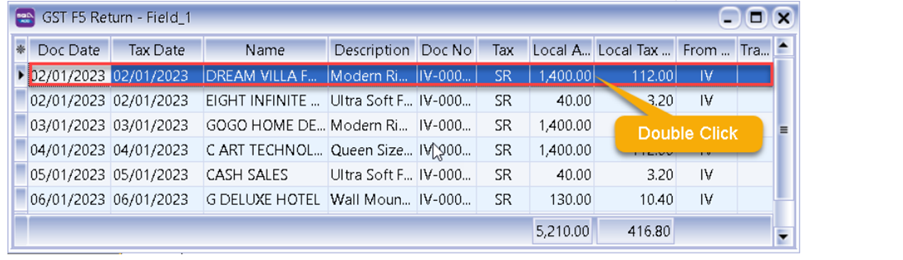 GST F5 Return - Field_1
Doc Date Tax Date Name Description Doc No Tax Local A... Local Tax ... From ... Tra...
02/01/2023 02/01/2023 DREAM VILLA F... Modern Ri... IV-000... SR 1,400.00 112.00 IV
02/01/2023 02/01/2023 EIGHT INFINITE ... Ultra Soft F... IV-000... SR 40.00 3.20 IV
03/01/2023 03/01/2023 GOGO HOME DE... Modern Ri... IV-000... SR 1,400.00 IV
Double Click
04/01/2023 04/01/2023 C ART TECHNOL... Queen Size... IV-000... SR 1,400.00 112.00 IV
05/01/2023 05/01/2023 CASH SALES Ultra Soft F... IV-000... SR 40.00 3.20 IV
06/01/2023 06/01/2023 G DELUXE HOTEL Wall Moun... IV-000... SR 130.00 10.40 IV
5,210.00 416.80